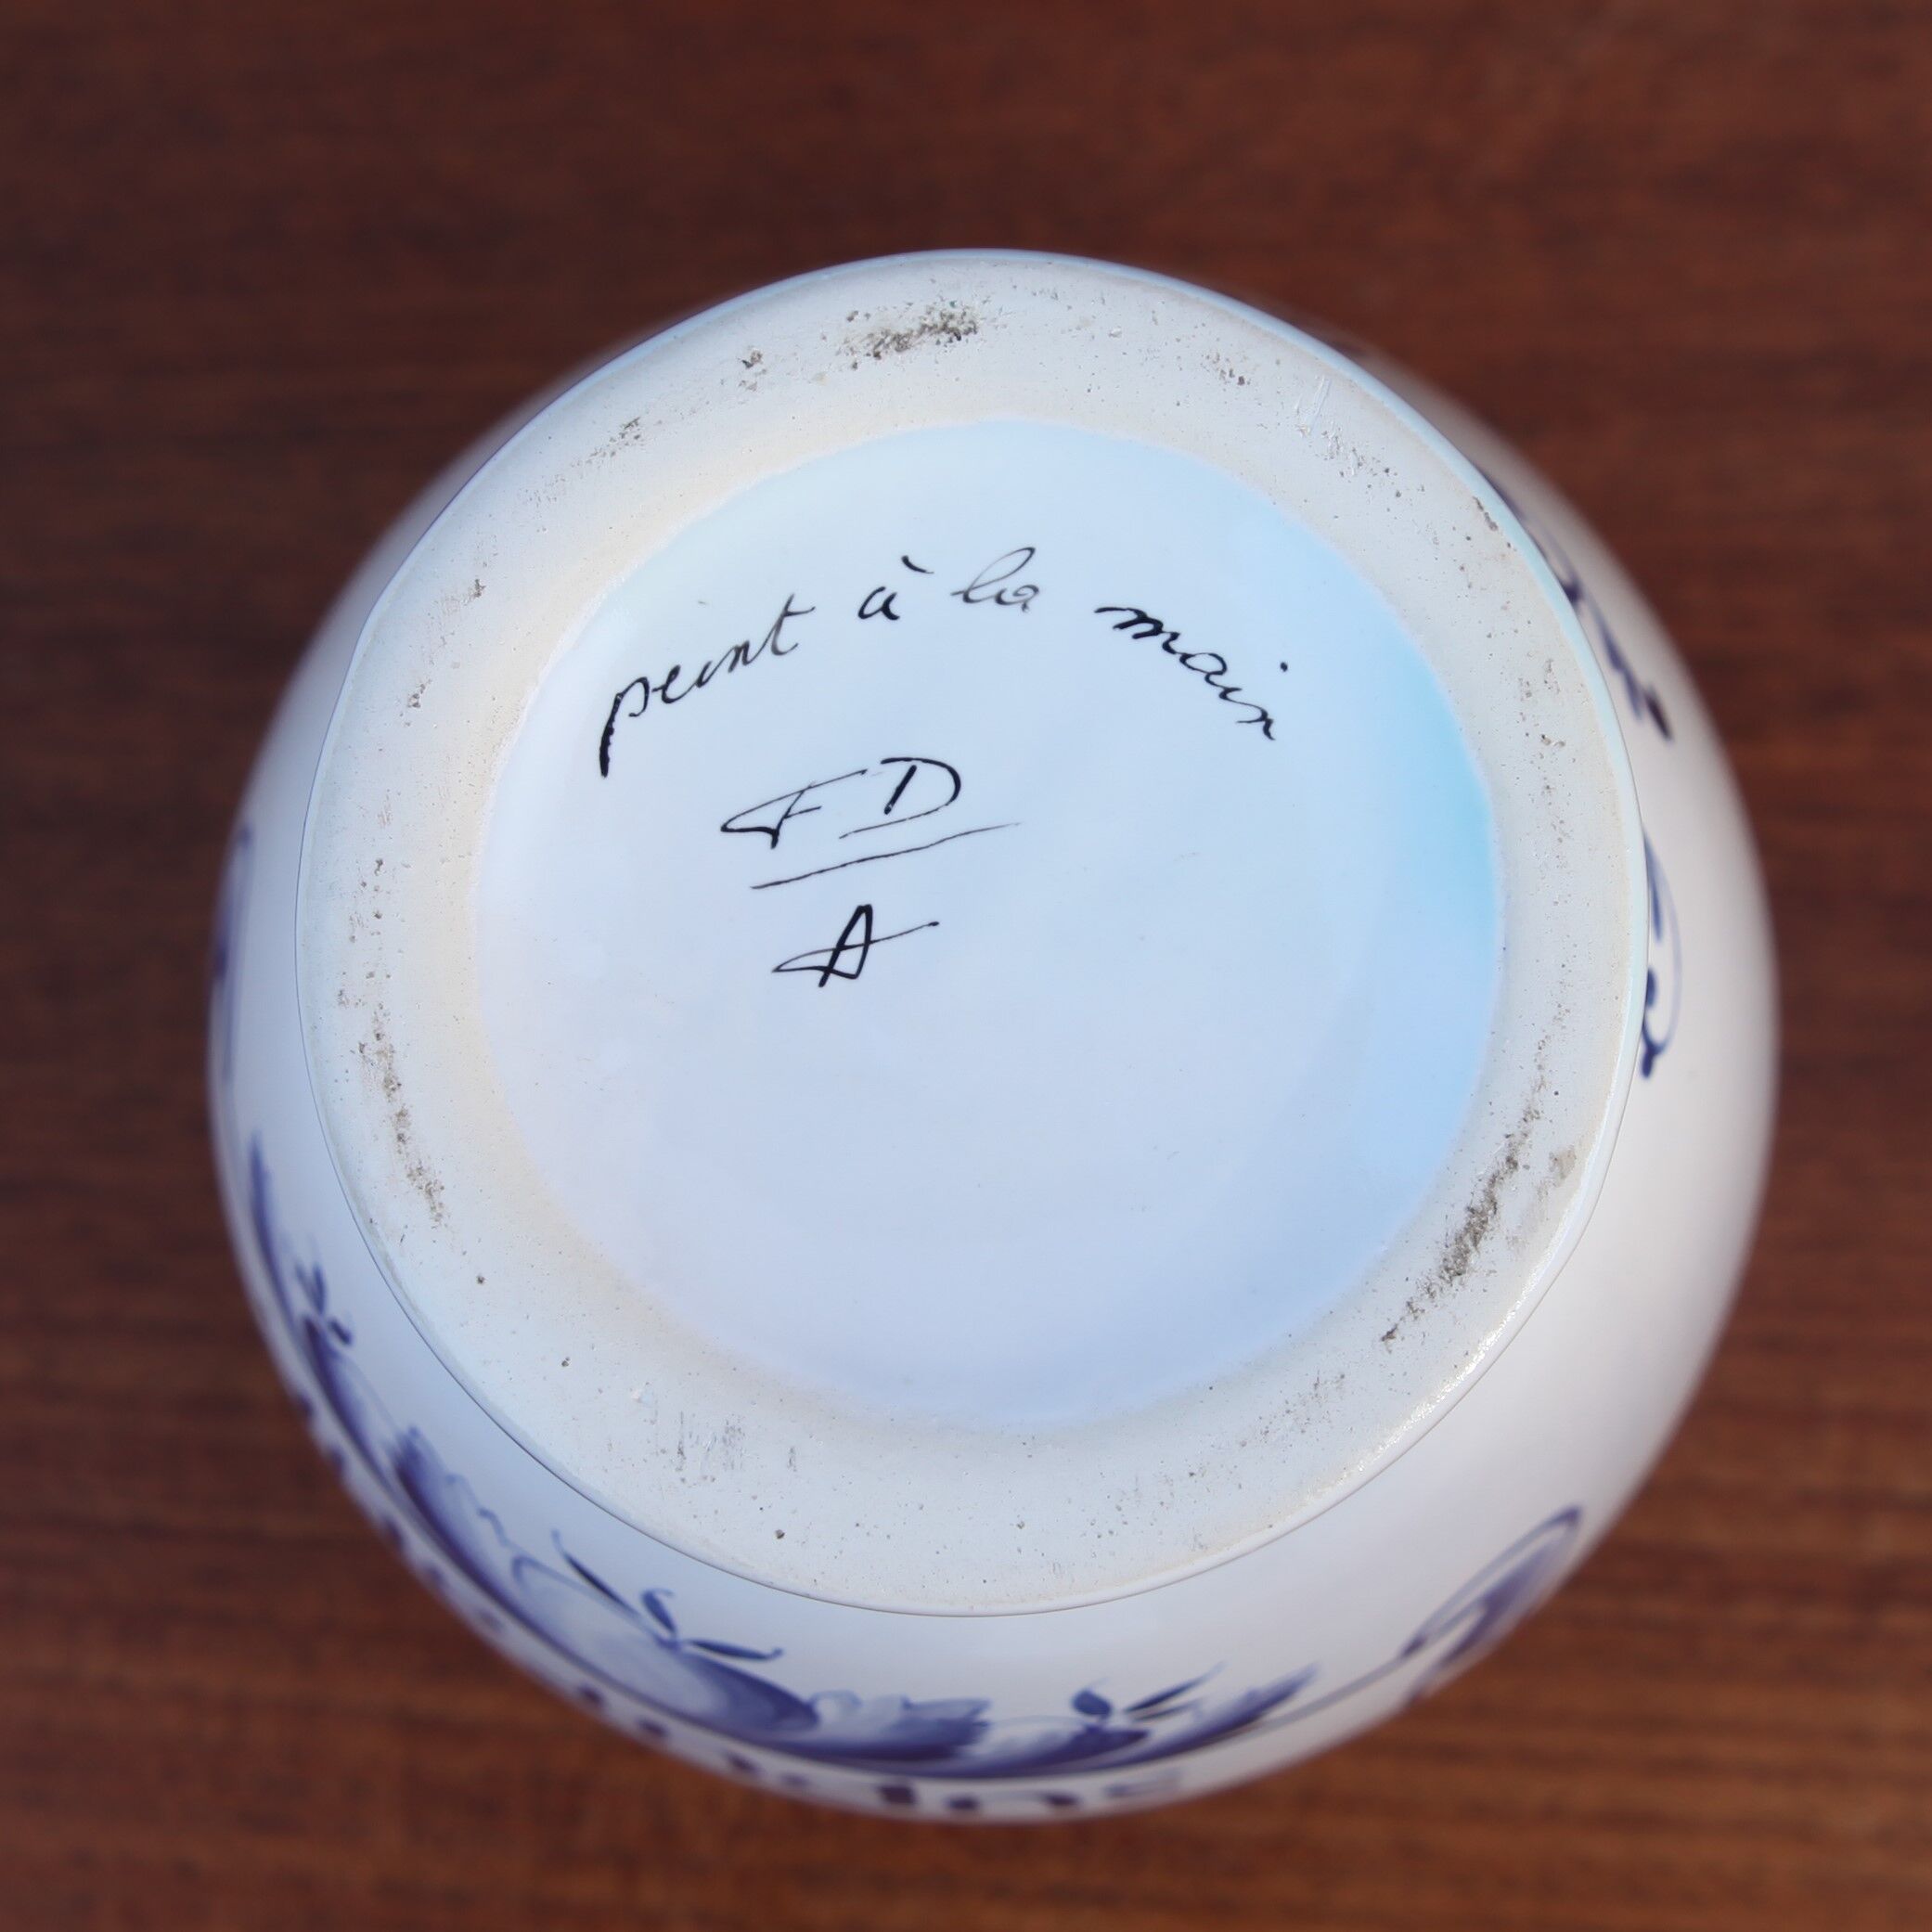 peint à la main
FD
A